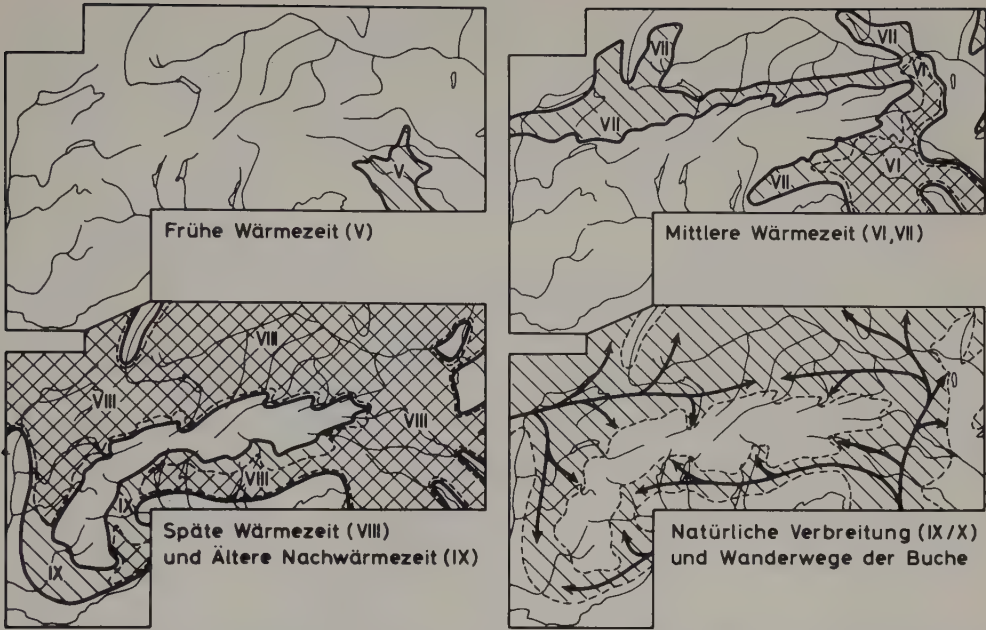 V
Frühe Wärmezeit (V)
VII
VII
VI
VII
VI
VII
Mittlere Wärmezeit (VI,VII)
VIII
VIII
VIII
VIII
IX
IX
Späte Wärmezeit (VIII)
und Ältere Nachwärmezeit (IX)
Natürliche Verbreitung (IX/X)
und Wanderwege der Buche